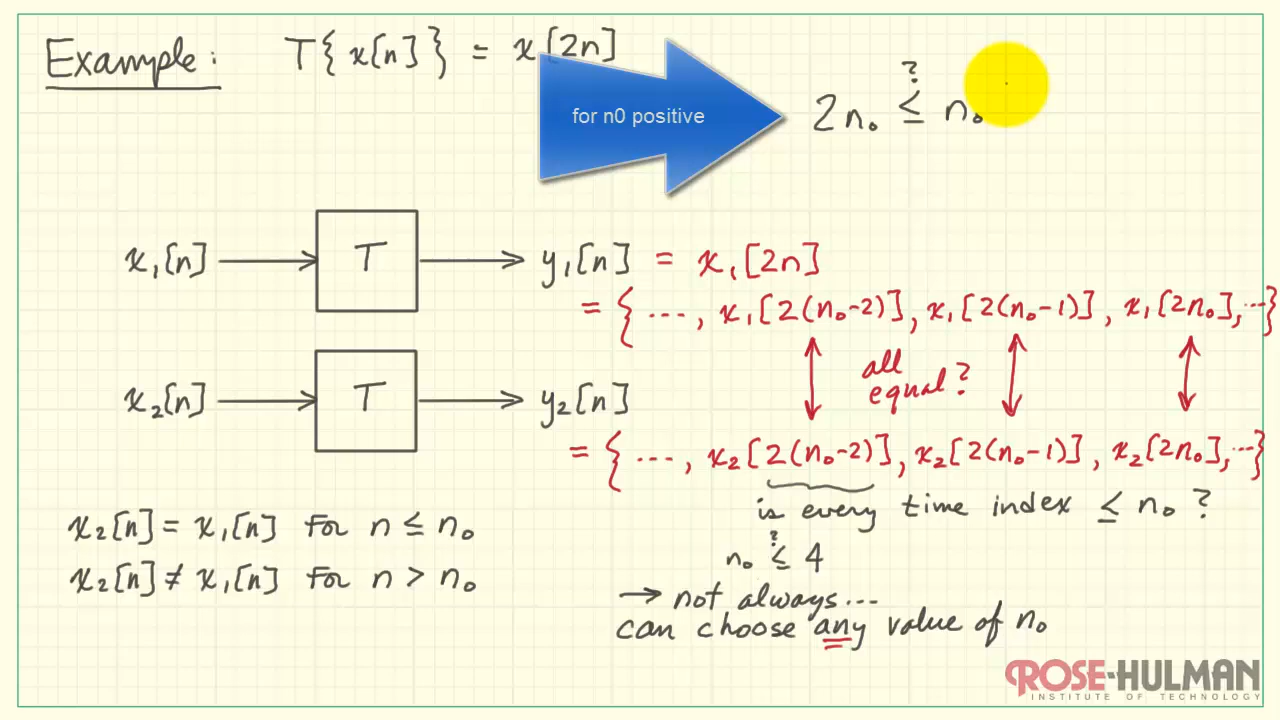 Example: T{x[n]} = x[2n]
for n0 positive
2n₀ ≤? n₀
x₁[n] → T → y₁[n] = x₁[2n]
= {..., x₁[2(n₀-2)], x₁[2(n₀-1)], x₁[2n₀], ...}
all
equal?
x₂[n] → T → y₂[n]
= {..., x₂[2(n₀-2)], x₂[2(n₀-1)], x₂[2n₀], ...}
is every time index ≤ n₀ ?
x₂[n] = x₁[n] for n ≤ n₀
x₂[n] ≠ x₁[n] for n > n₀
n₀ ≤? 4
→ not always...
can choose any value of n₀
ROSE-HULMAN
INSTITUTE OF TECHNOLOGY